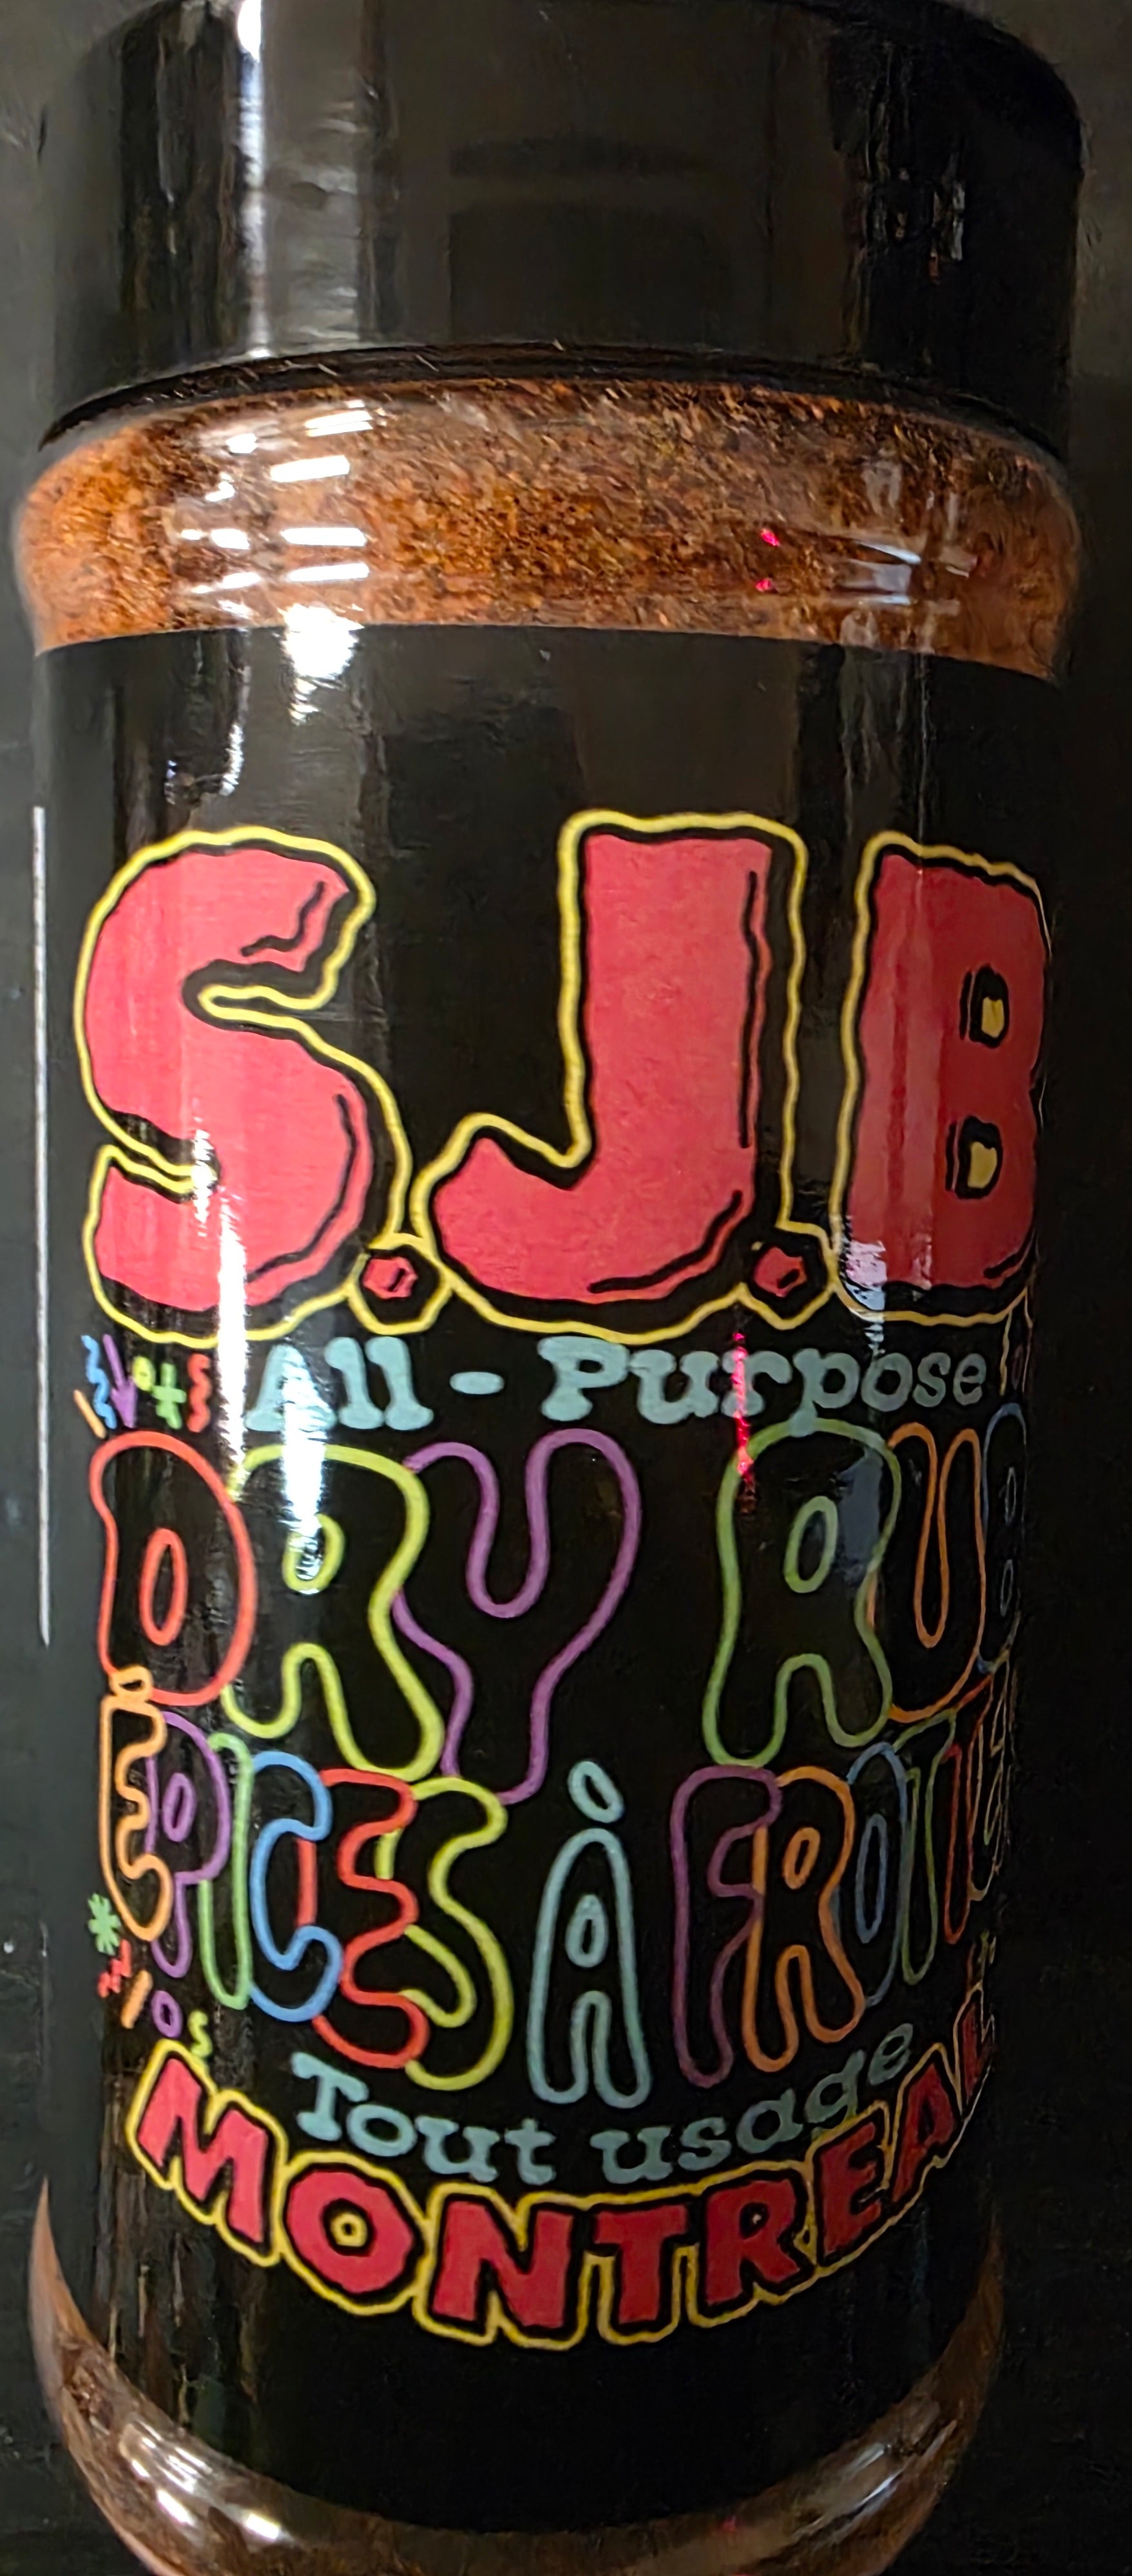 S.J.B
All-Purpose
DRY RUB
ÉPICES À FROTTER
Tout usage
MONTREAL